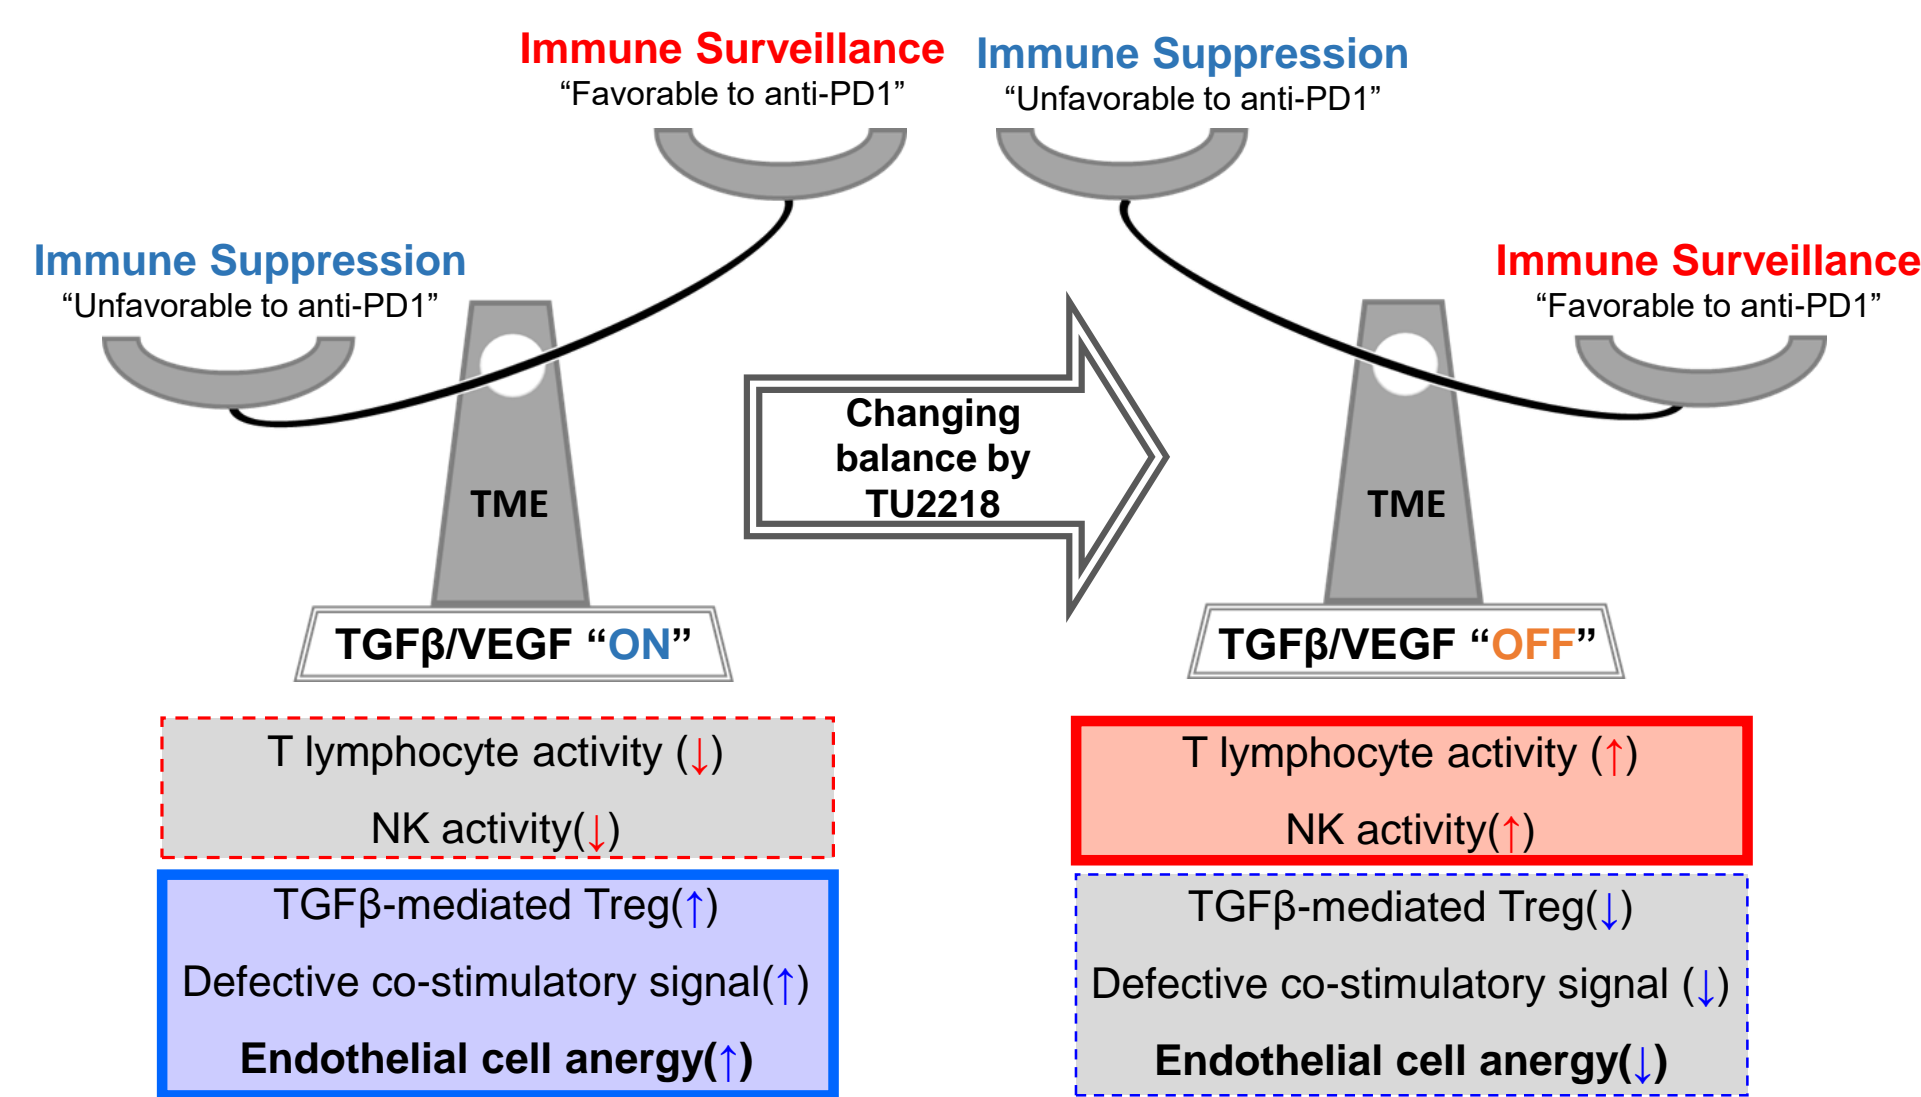 Immune Surveillance
“Favorable to anti-PD1”
Immune Suppression
“Unfavorable to anti-PD1”
Immune Suppression
“Unfavorable to anti-PD1”
Immune Surveillance
“Favorable to anti-PD1”
Changing
balance by
TU2218
TME
TME
TGFβ/VEGF “ON”
TGFβ/VEGF “OFF”
T lymphocyte activity (↓)
NK activity(↓)
TGFβ-mediated Treg(↑)
Defective co-stimulatory signal(↑)
Endothelial cell anergy(↑)
T lymphocyte activity (↑)
NK activity(↑)
TGFβ-mediated Treg(↓)
Defective co-stimulatory signal (↓)
Endothelial cell anergy(↓)